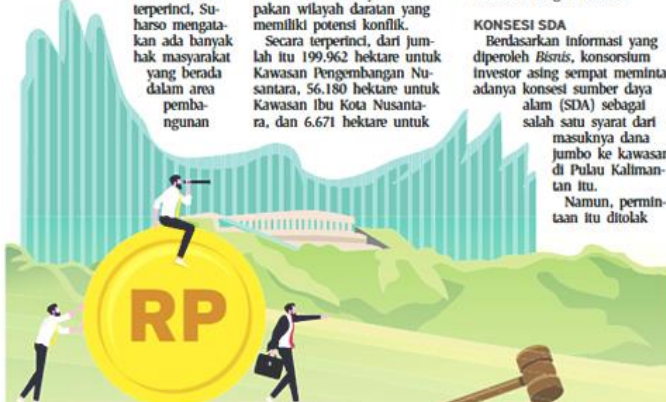 terperinci, Su-
harso mengata-
kan ada banyak
hak masyarakat
yang berada
dalam area
pemba-
ngunan
pakan wilayah daratan yang
memiliki potensi konflik.
Secara terperinci, dari jum-
lah itu 199.962 hektare untuk
Kawasan Pengembangan Nu-
santara, 56.180 hektare untuk
Kawasan Ibu Kota Nusanta-
ra, dan 6.671 hektare untuk
KONSESI SDA
Berdasarkan informasi yang
diperoleh Bisnis, konsorsium
investor asing sempat meminta
adanya konsesi sumber daya
alam (SDA) sebagai
salah satu syarat dari
masuknya dana
jumbo ke kawasan
di Pulau Kaliman-
tan itu.
Namun, permin-
taan itu ditolak
RP